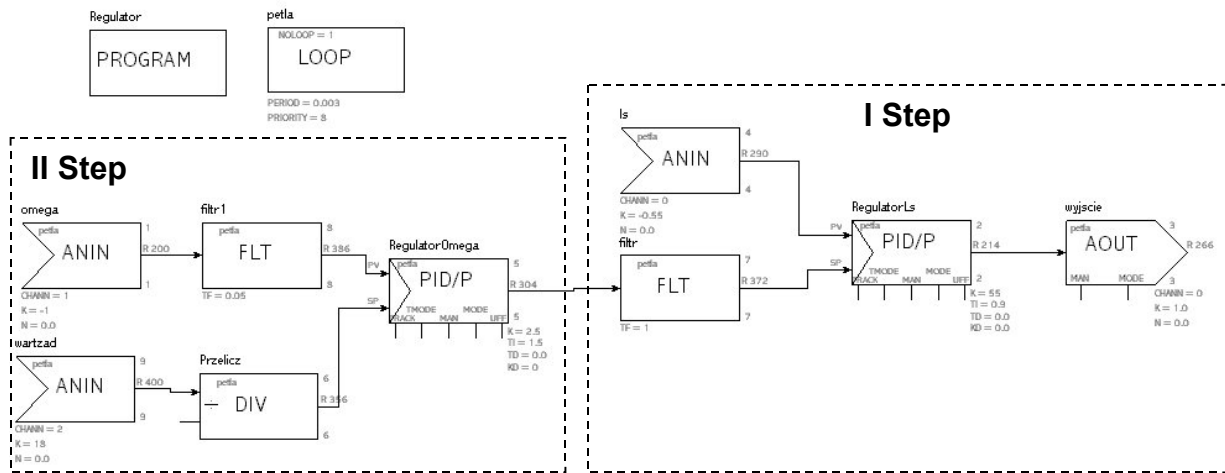 Regulator
PROGRAM
petla
NOLOOP = 1
LOOP
PERIOD = 0.003
PRIORITY = 8
II Step
omega
petla
ANIN
1
R 200
1
CHANN = 1
K = -1
N = 0.0
filtr1
petla
FLT
8
R 386
8
TF = 0.05
RegulatorOmega
PV
petla
PID/P
5
R 304
SP
TMODE MODE
TRACK MAN UFF
5
K = 2.5
TI = 1.5
TD = 0.0
KD = 0
wartzad
petla
ANIN
9
R 400
9
CHANN = 2
K = 18
N = 0.0
Przelicz
petla
÷ DIV
6
R 356
6
I Step
Is
petla
ANIN
4
R 290
4
CHANN = 0
K = -0.55
N = 0.0
filtr
petla
FLT
7
R 372
7
TF = 1
RegulatorLs
PV
petla
PID/P
2
R 214
SP
TMODE MODE
TRACK MAN UFF
2
K = 55
TI = 0.9
TD = 0.0
KD = 0.0
wyjscie
petla
AOUT
3
R 266
MAN MODE
3
CHANN = 0
K = 1.0
N = 0.0